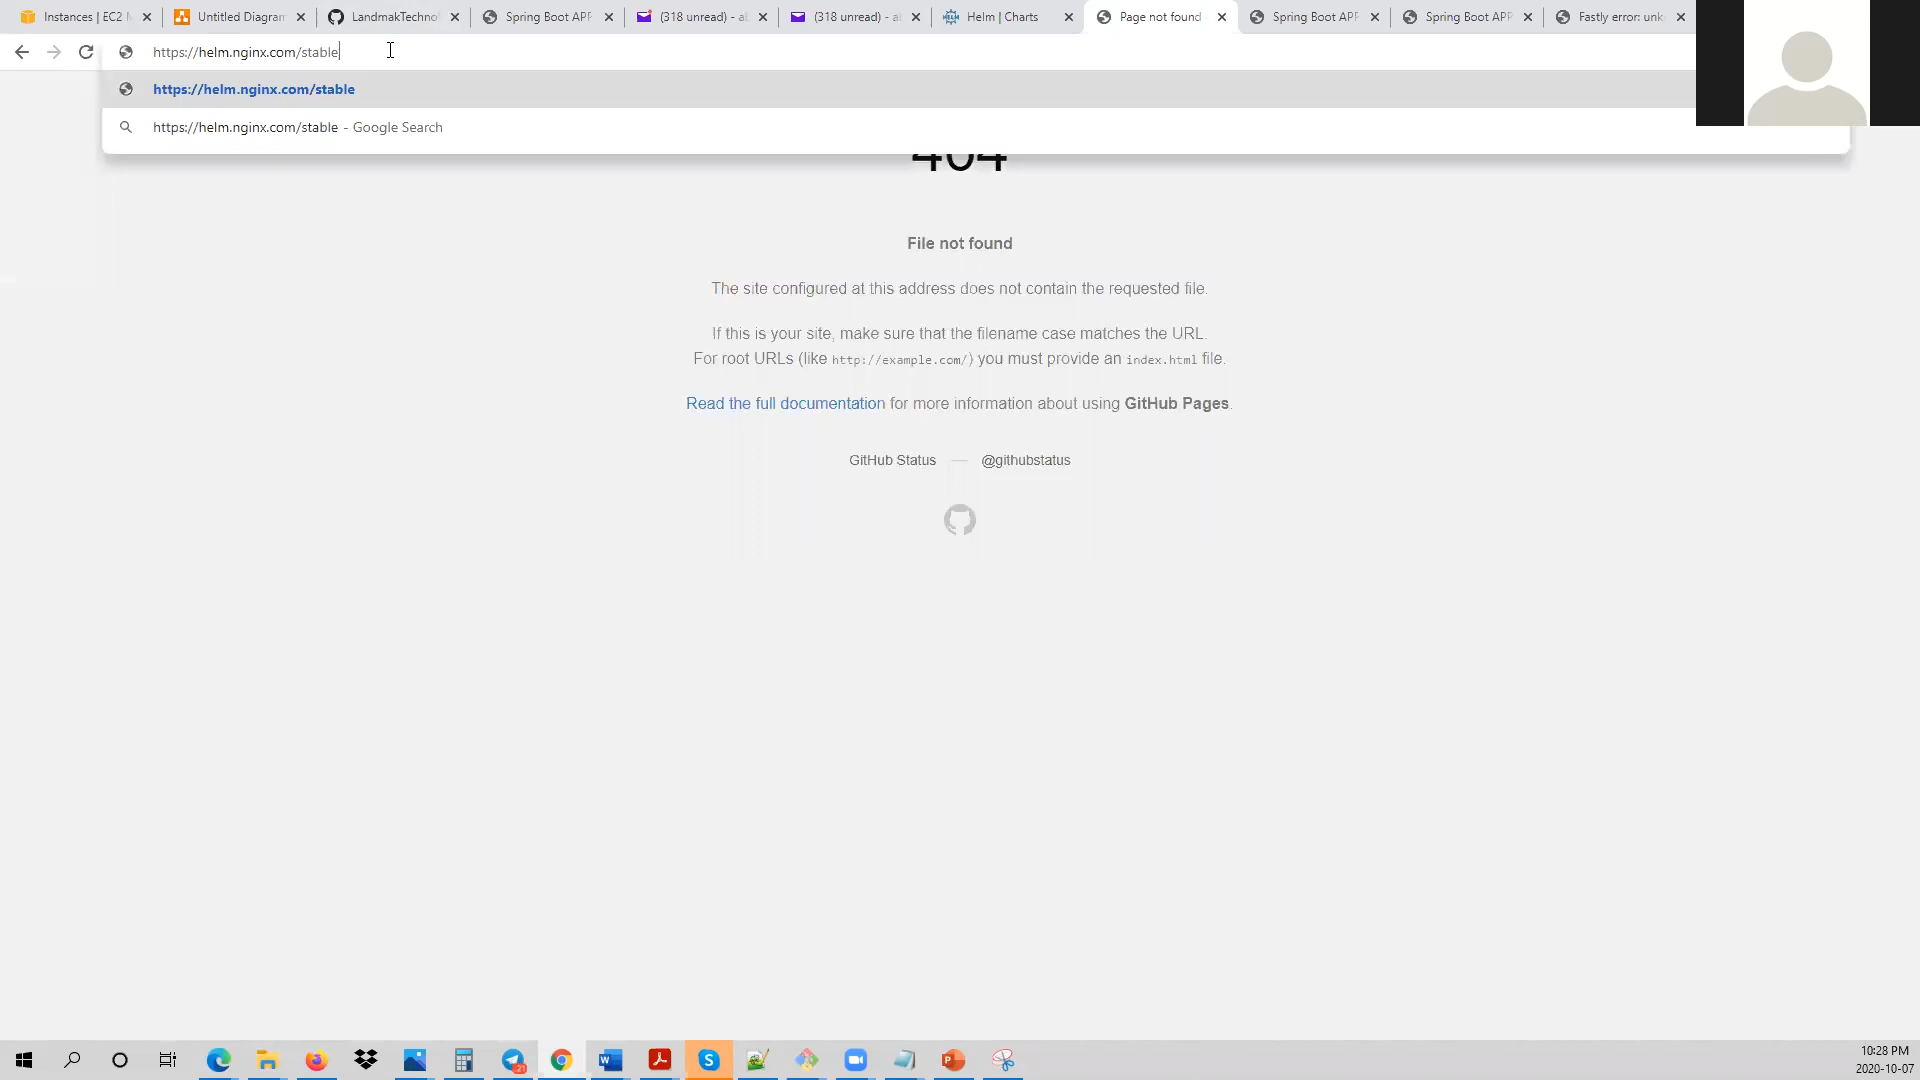 Instances | EC2 M
Untitled Diagram
LandmakTechno
Spring Boot APP
(318 unread) - al
(318 unread) - al
Helm | Charts
Page not found
Spring Boot APP
Spring Boot APP
Fastly error: unk
https://helm.nginx.com/stable
https://helm.nginx.com/stable
https://helm.nginx.com/stable - Google Search
404
File not found
The site configured at this address does not contain the requested file.
If this is your site, make sure that the filename case matches the URL.
For root URLs (like http://example.com/) you must provide an index.html file.
Read the full documentation for more information about using GitHub Pages.
GitHub Status — @githubstatus
10:28 PM
2020-10-07